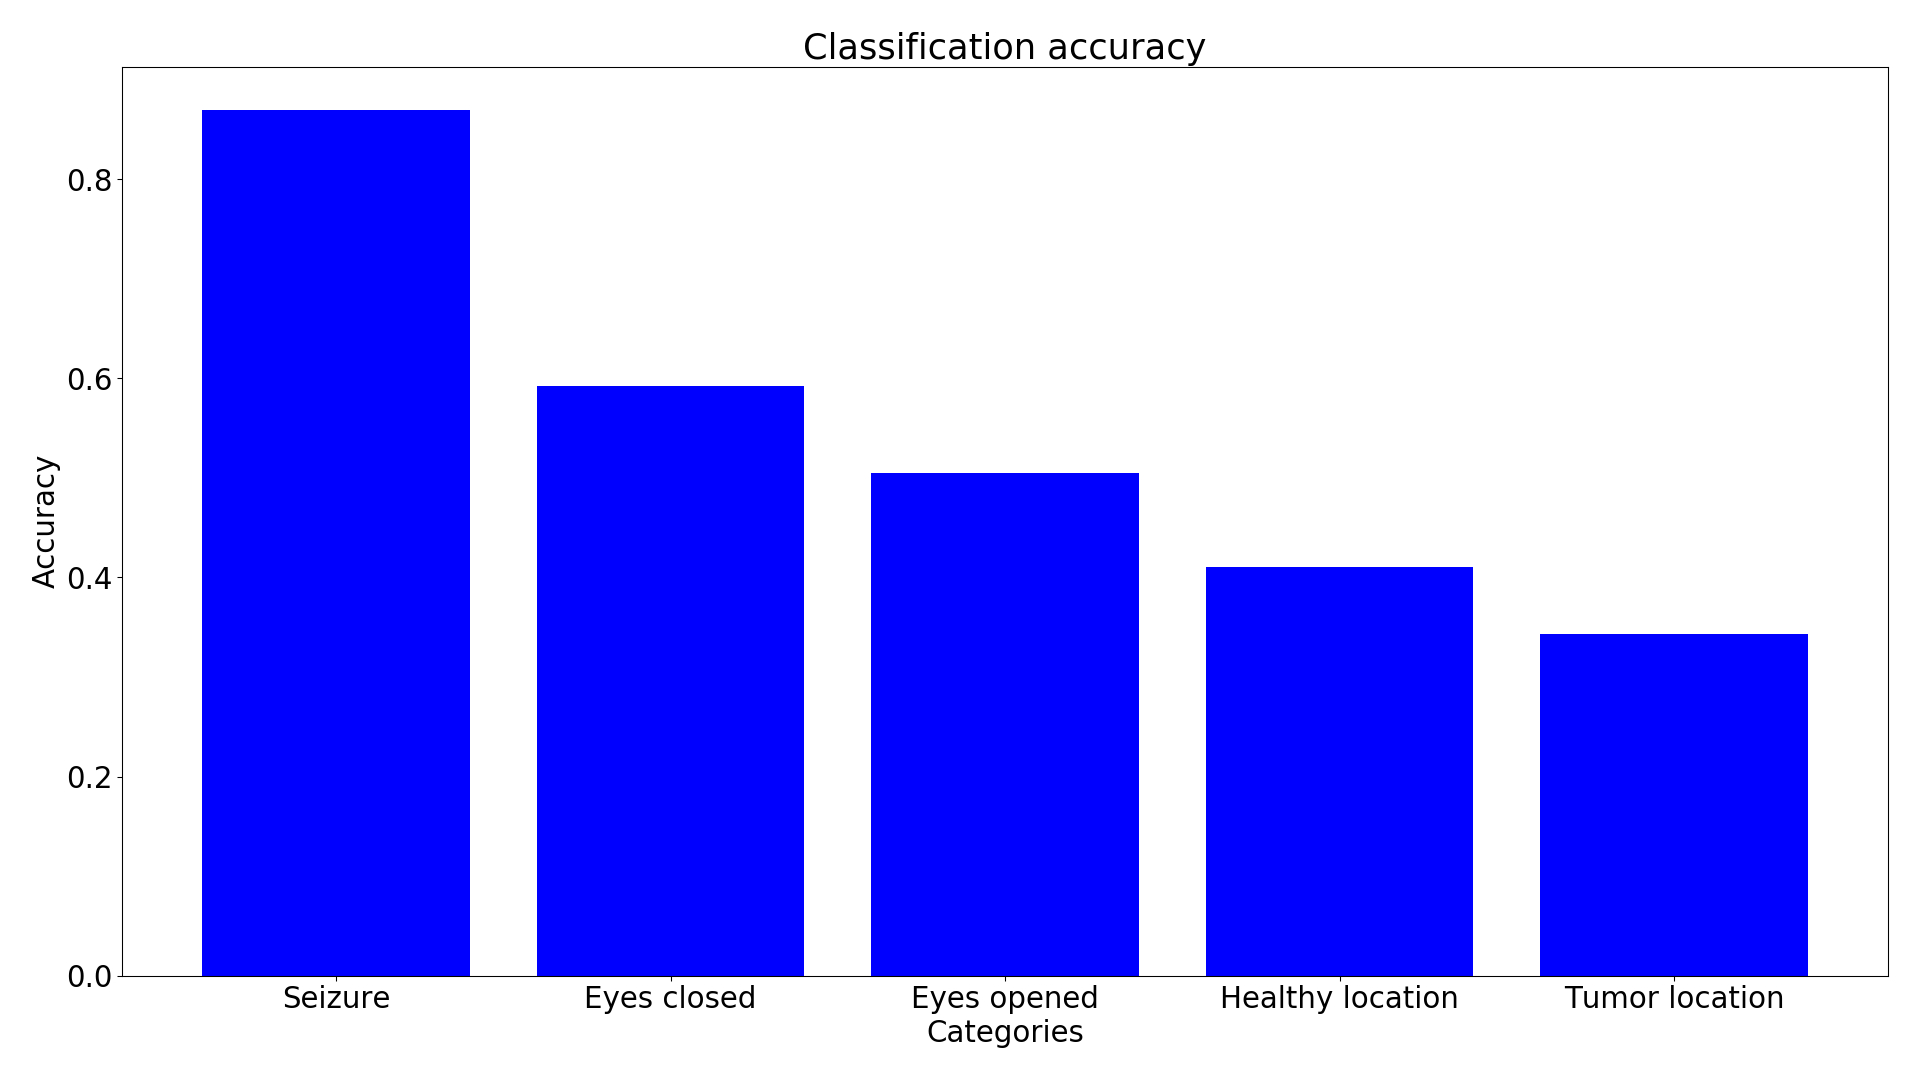 Classification accuracy
0.8
0.6
0.4
0.2
0.0
Accuracy
Seizure
Eyes closed
Eyes opened
Healthy location
Tumor location
Categories